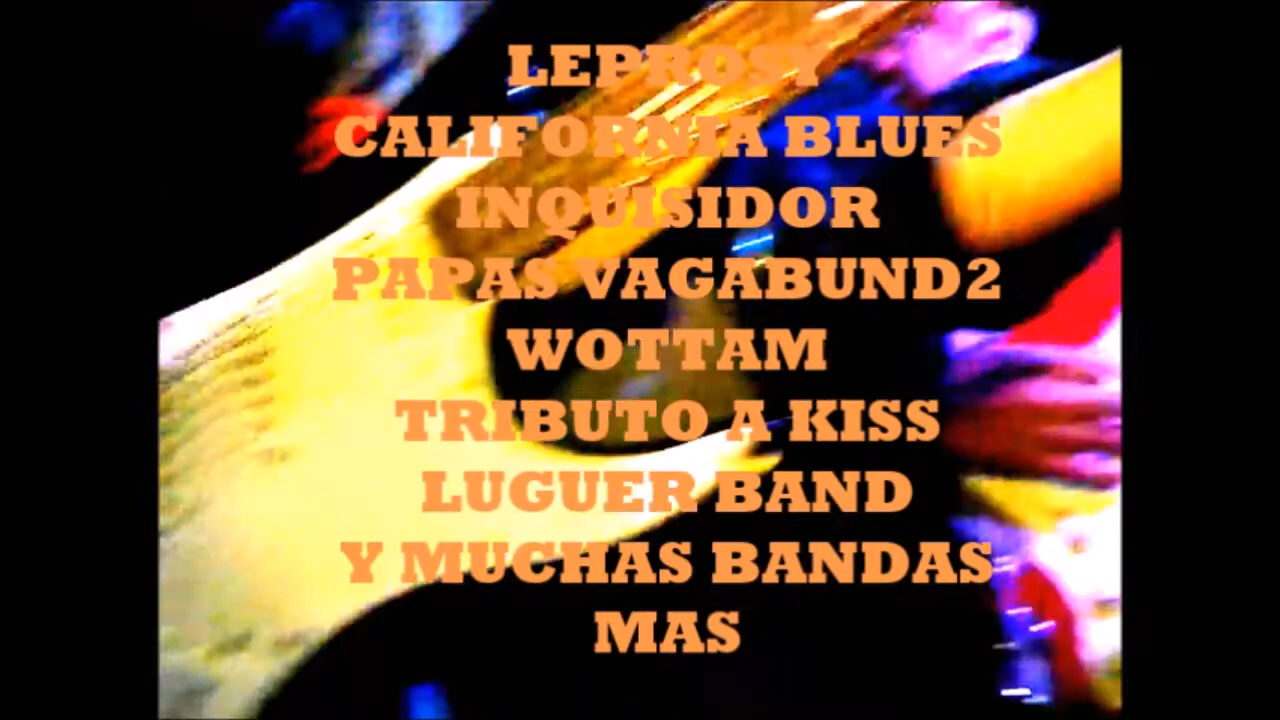 LEPROSY
CALIFORNIA BLUES
INQUISIDOR
PAPAS VAGABUND2
WOTTAM
TRIBUTO A KISS
LUGUER BAND
Y MUCHAS BANDAS
MAS